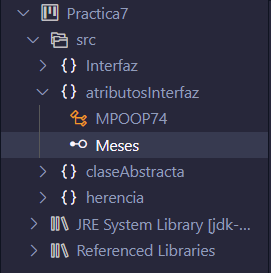 Practica7
src
{} Interfaz
{} atributosInterfaz
MPOOP74
Meses
{} claseAbstracta
{} herencia
JRE System Library [jdk-...
Referenced Libraries